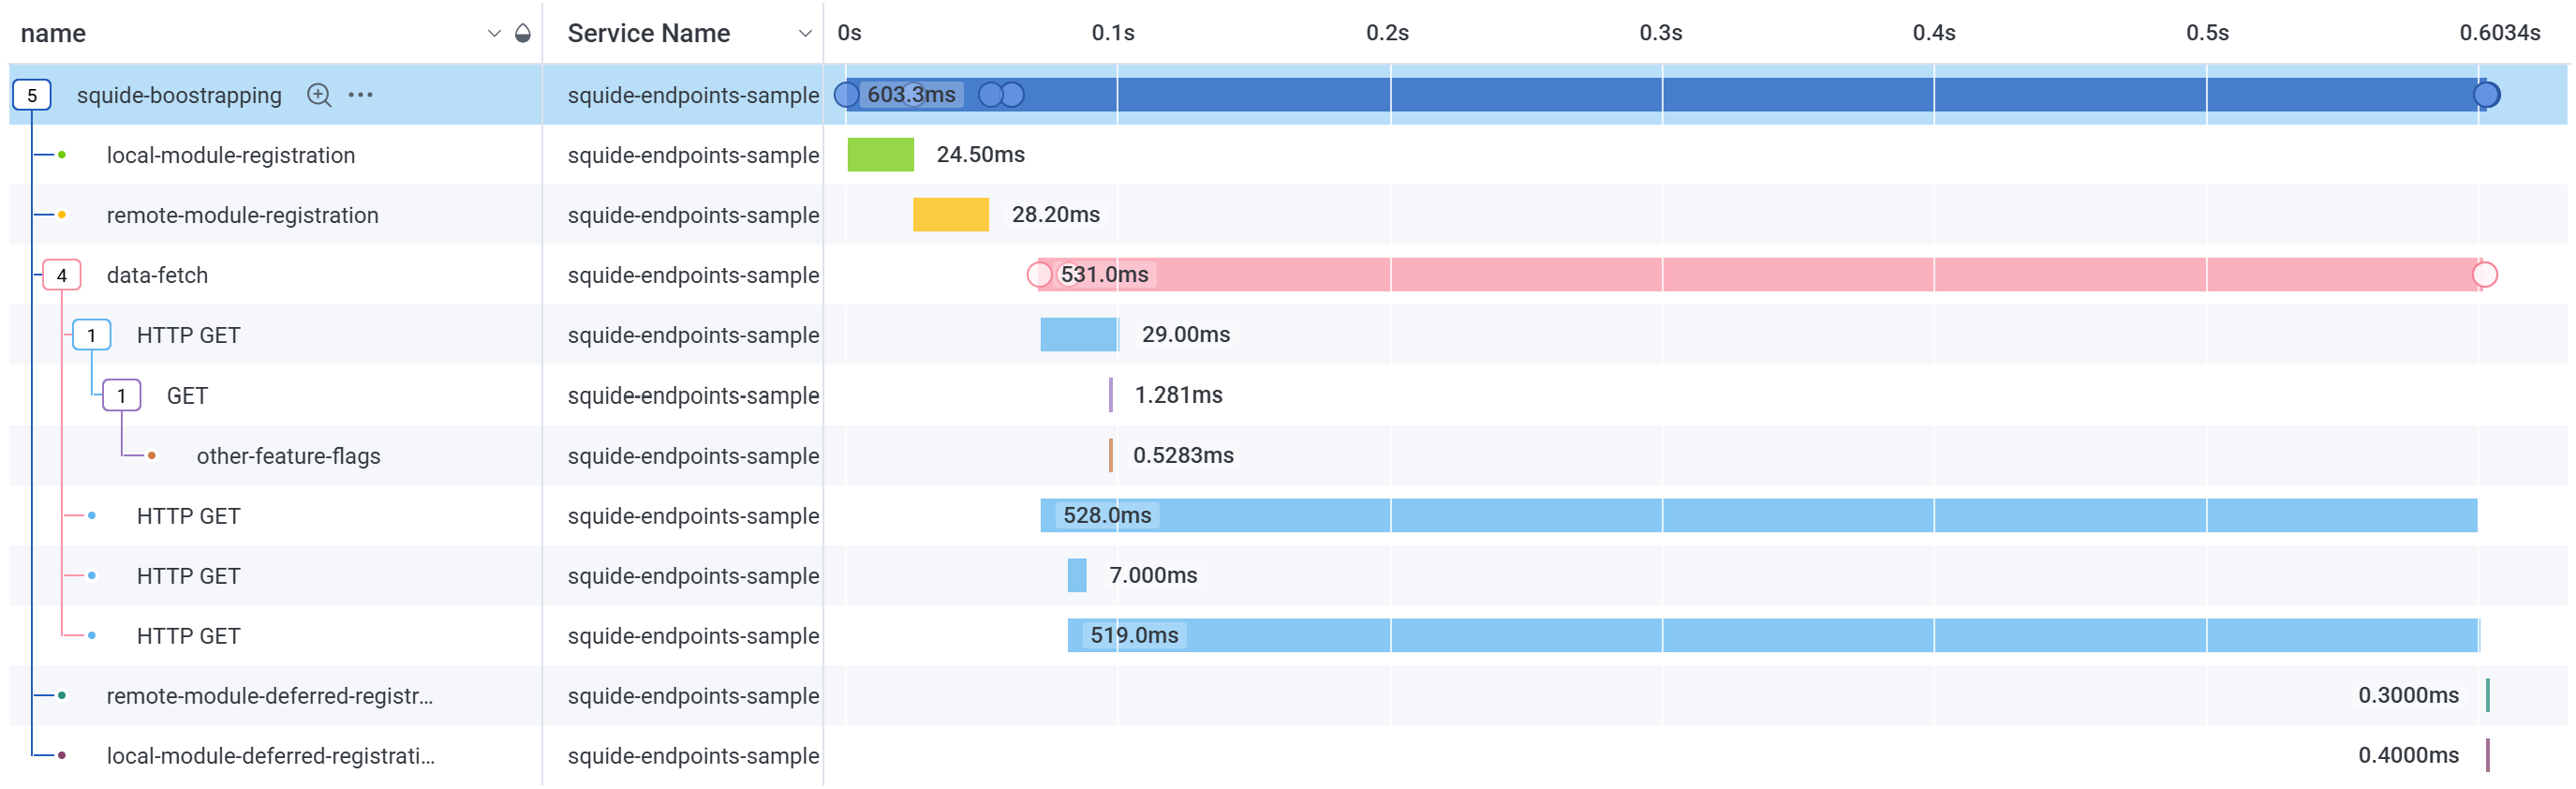 name Service Name 0s 0.1s 0.2s 0.3s 0.4s 0.5s 0.6034s
5 squide-boostrapping squide-endpoints-sample 603.3ms
local-module-registration squide-endpoints-sample 24.50ms
remote-module-registration squide-endpoints-sample 28.20ms
4 data-fetch squide-endpoints-sample 531.0ms
1 HTTP GET squide-endpoints-sample 29.00ms
1 GET squide-endpoints-sample 1.281ms
other-feature-flags squide-endpoints-sample 0.5283ms
HTTP GET squide-endpoints-sample 528.0ms
HTTP GET squide-endpoints-sample 7.000ms
HTTP GET squide-endpoints-sample 519.0ms
remote-module-deferred-registr... squide-endpoints-sample 0.3000ms
local-module-deferred-registrati... squide-endpoints-sample 0.4000ms